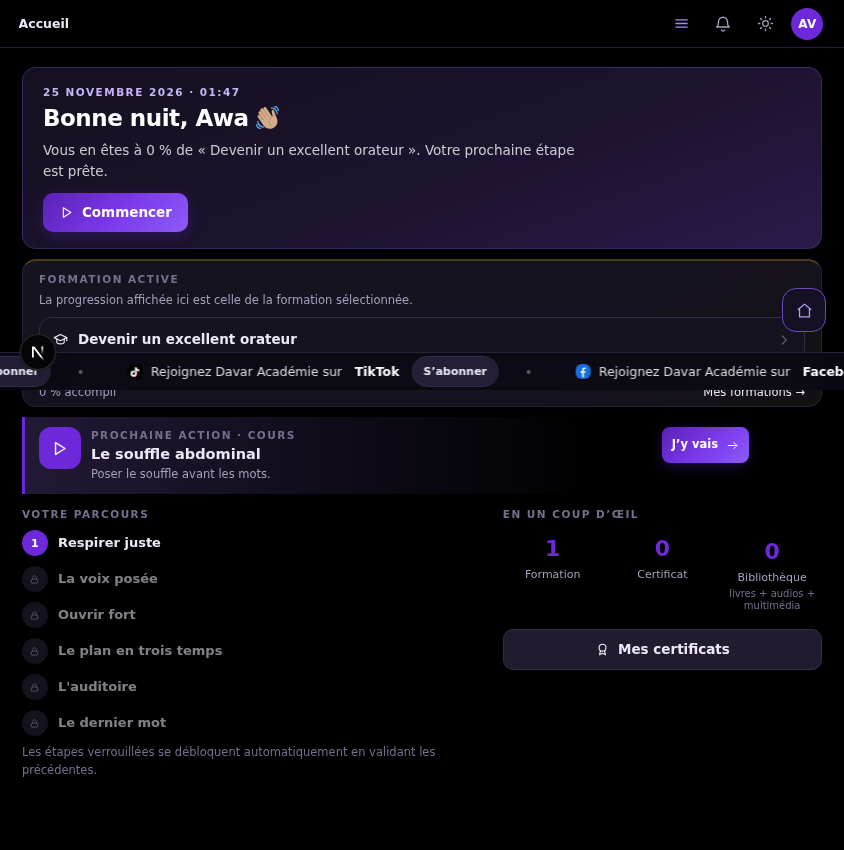 Accueil
AV
25 NOVEMBRE 2026 · 01:47
Bonne nuit, Awa 👋🏼
Vous en êtes à 0 % de « Devenir un excellent orateur ». Votre prochaine étape
est prête.
Commencer
FORMATION ACTIVE
La progression affichée ici est celle de la formation sélectionnée.
Devenir un excellent orateur
N
• Rejoignez Davar Académie sur TikTok S’abonner • Rejoignez Davar Académie sur
0 % accompli
Mes formations →
PROCHAINE ACTION · COURS
Le souffle abdominal
Poser le souffle avant les mots.
J’y vais →
VOTRE PARCOURS
1 Respirer juste
La voix posée
Ouvrir fort
Le plan en trois temps
L'auditoire
Le dernier mot
Les étapes verrouillées se débloquent automatiquement en validant les
précédentes.
EN UN COUP D’ŒIL
1
Formation
0
Certificat
0
Bibliothèque
livres + audios +
multimédia
Mes certificats